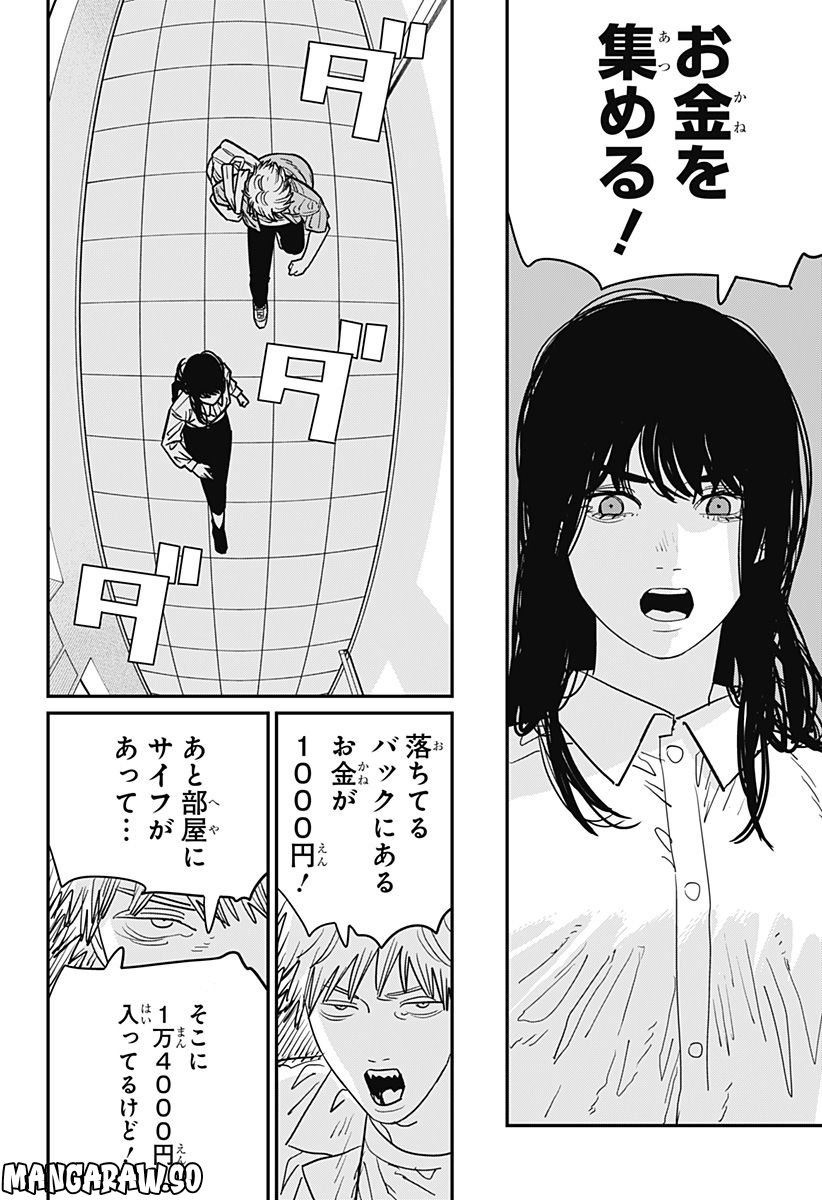 お金を
集める！
ダ
ダ
ダ
落ちてる
バックにある
お金が
1000円！
あと部屋に
サイフが
あって…
そこに
1万4000円
入ってるけど！
MANGARAW.SO